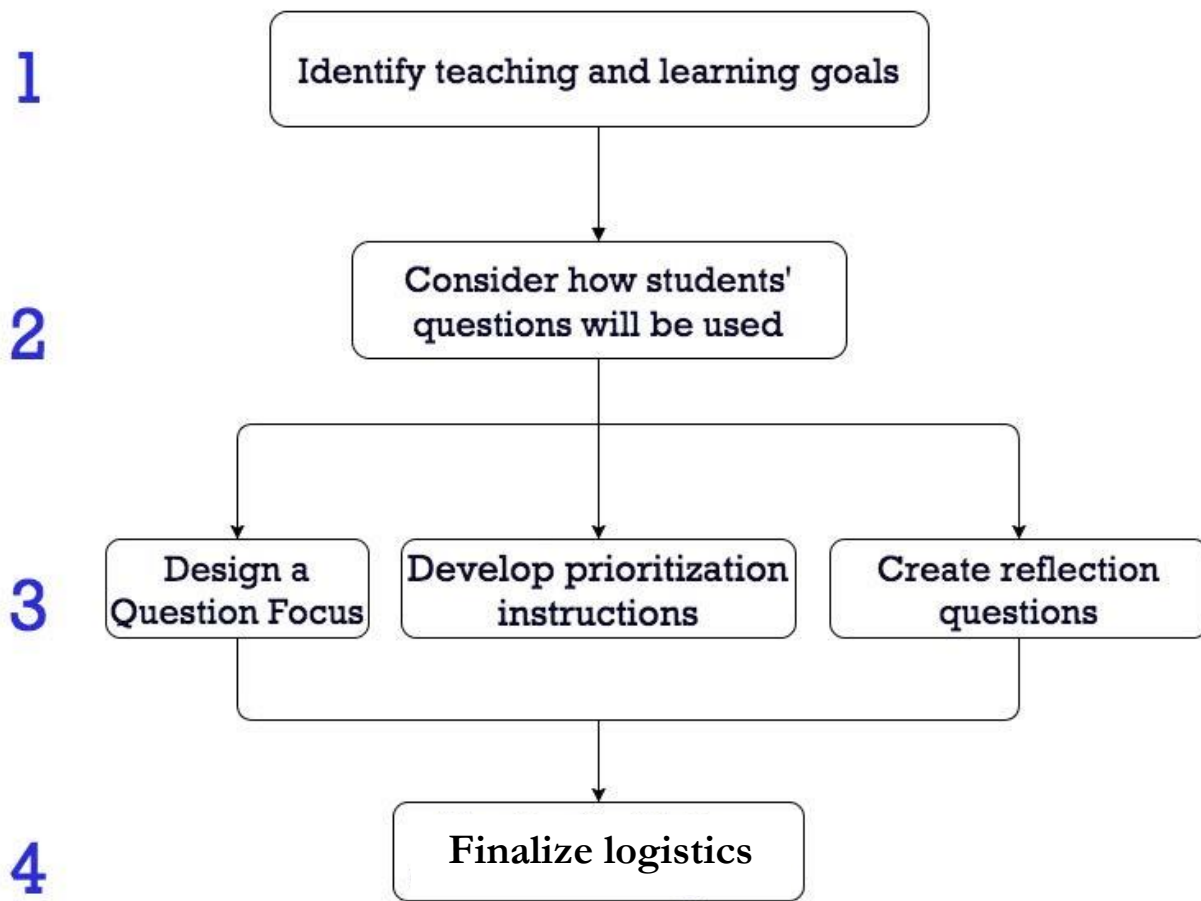 1
Identify teaching and learning goals
2
Consider how students'
questions will be used
3
Design a
Question Focus
Develop prioritization
instructions
Create reflection
questions
4
Finalize logistics